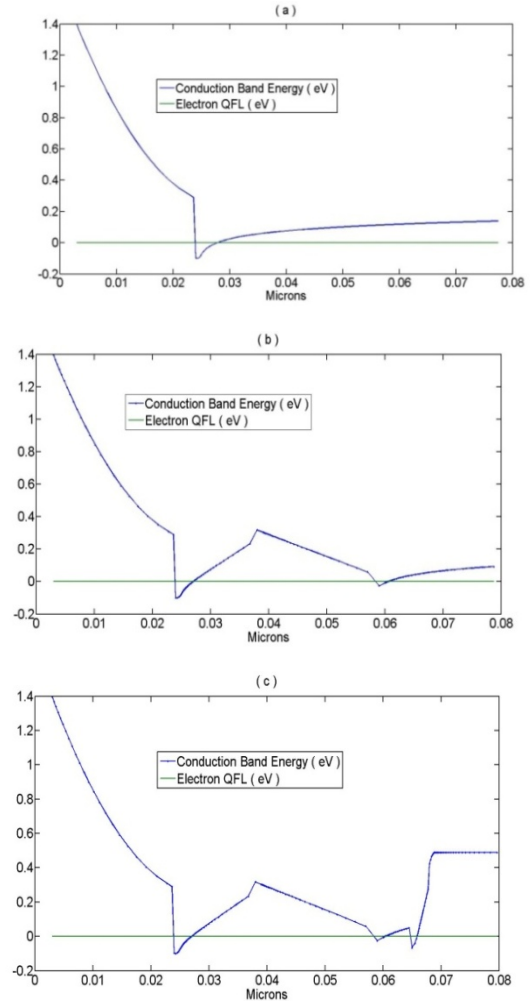 ( a )
1.4
1.2
1
0.8
0.6
0.4
0.2
0
-0.2
Conduction Band Energy ( eV )
Electron QFL ( eV )
0 0.01 0.02 0.03 0.04 0.05 0.06 0.07 0.08
Microns
( b )
1.4
1.2
1
0.8
0.6
0.4
0.2
0
-0.2
Conduction Band Energy ( eV )
Electron QFL ( eV )
0 0.01 0.02 0.03 0.04 0.05 0.06 0.07 0.08
Microns
( c )
1.4
1.2
1
0.8
0.6
0.4
0.2
0
-0.2
Conduction Band Energy ( eV )
Electron QFL ( eV )
0 0.01 0.02 0.03 0.04 0.05 0.06 0.07 0.08
Microns